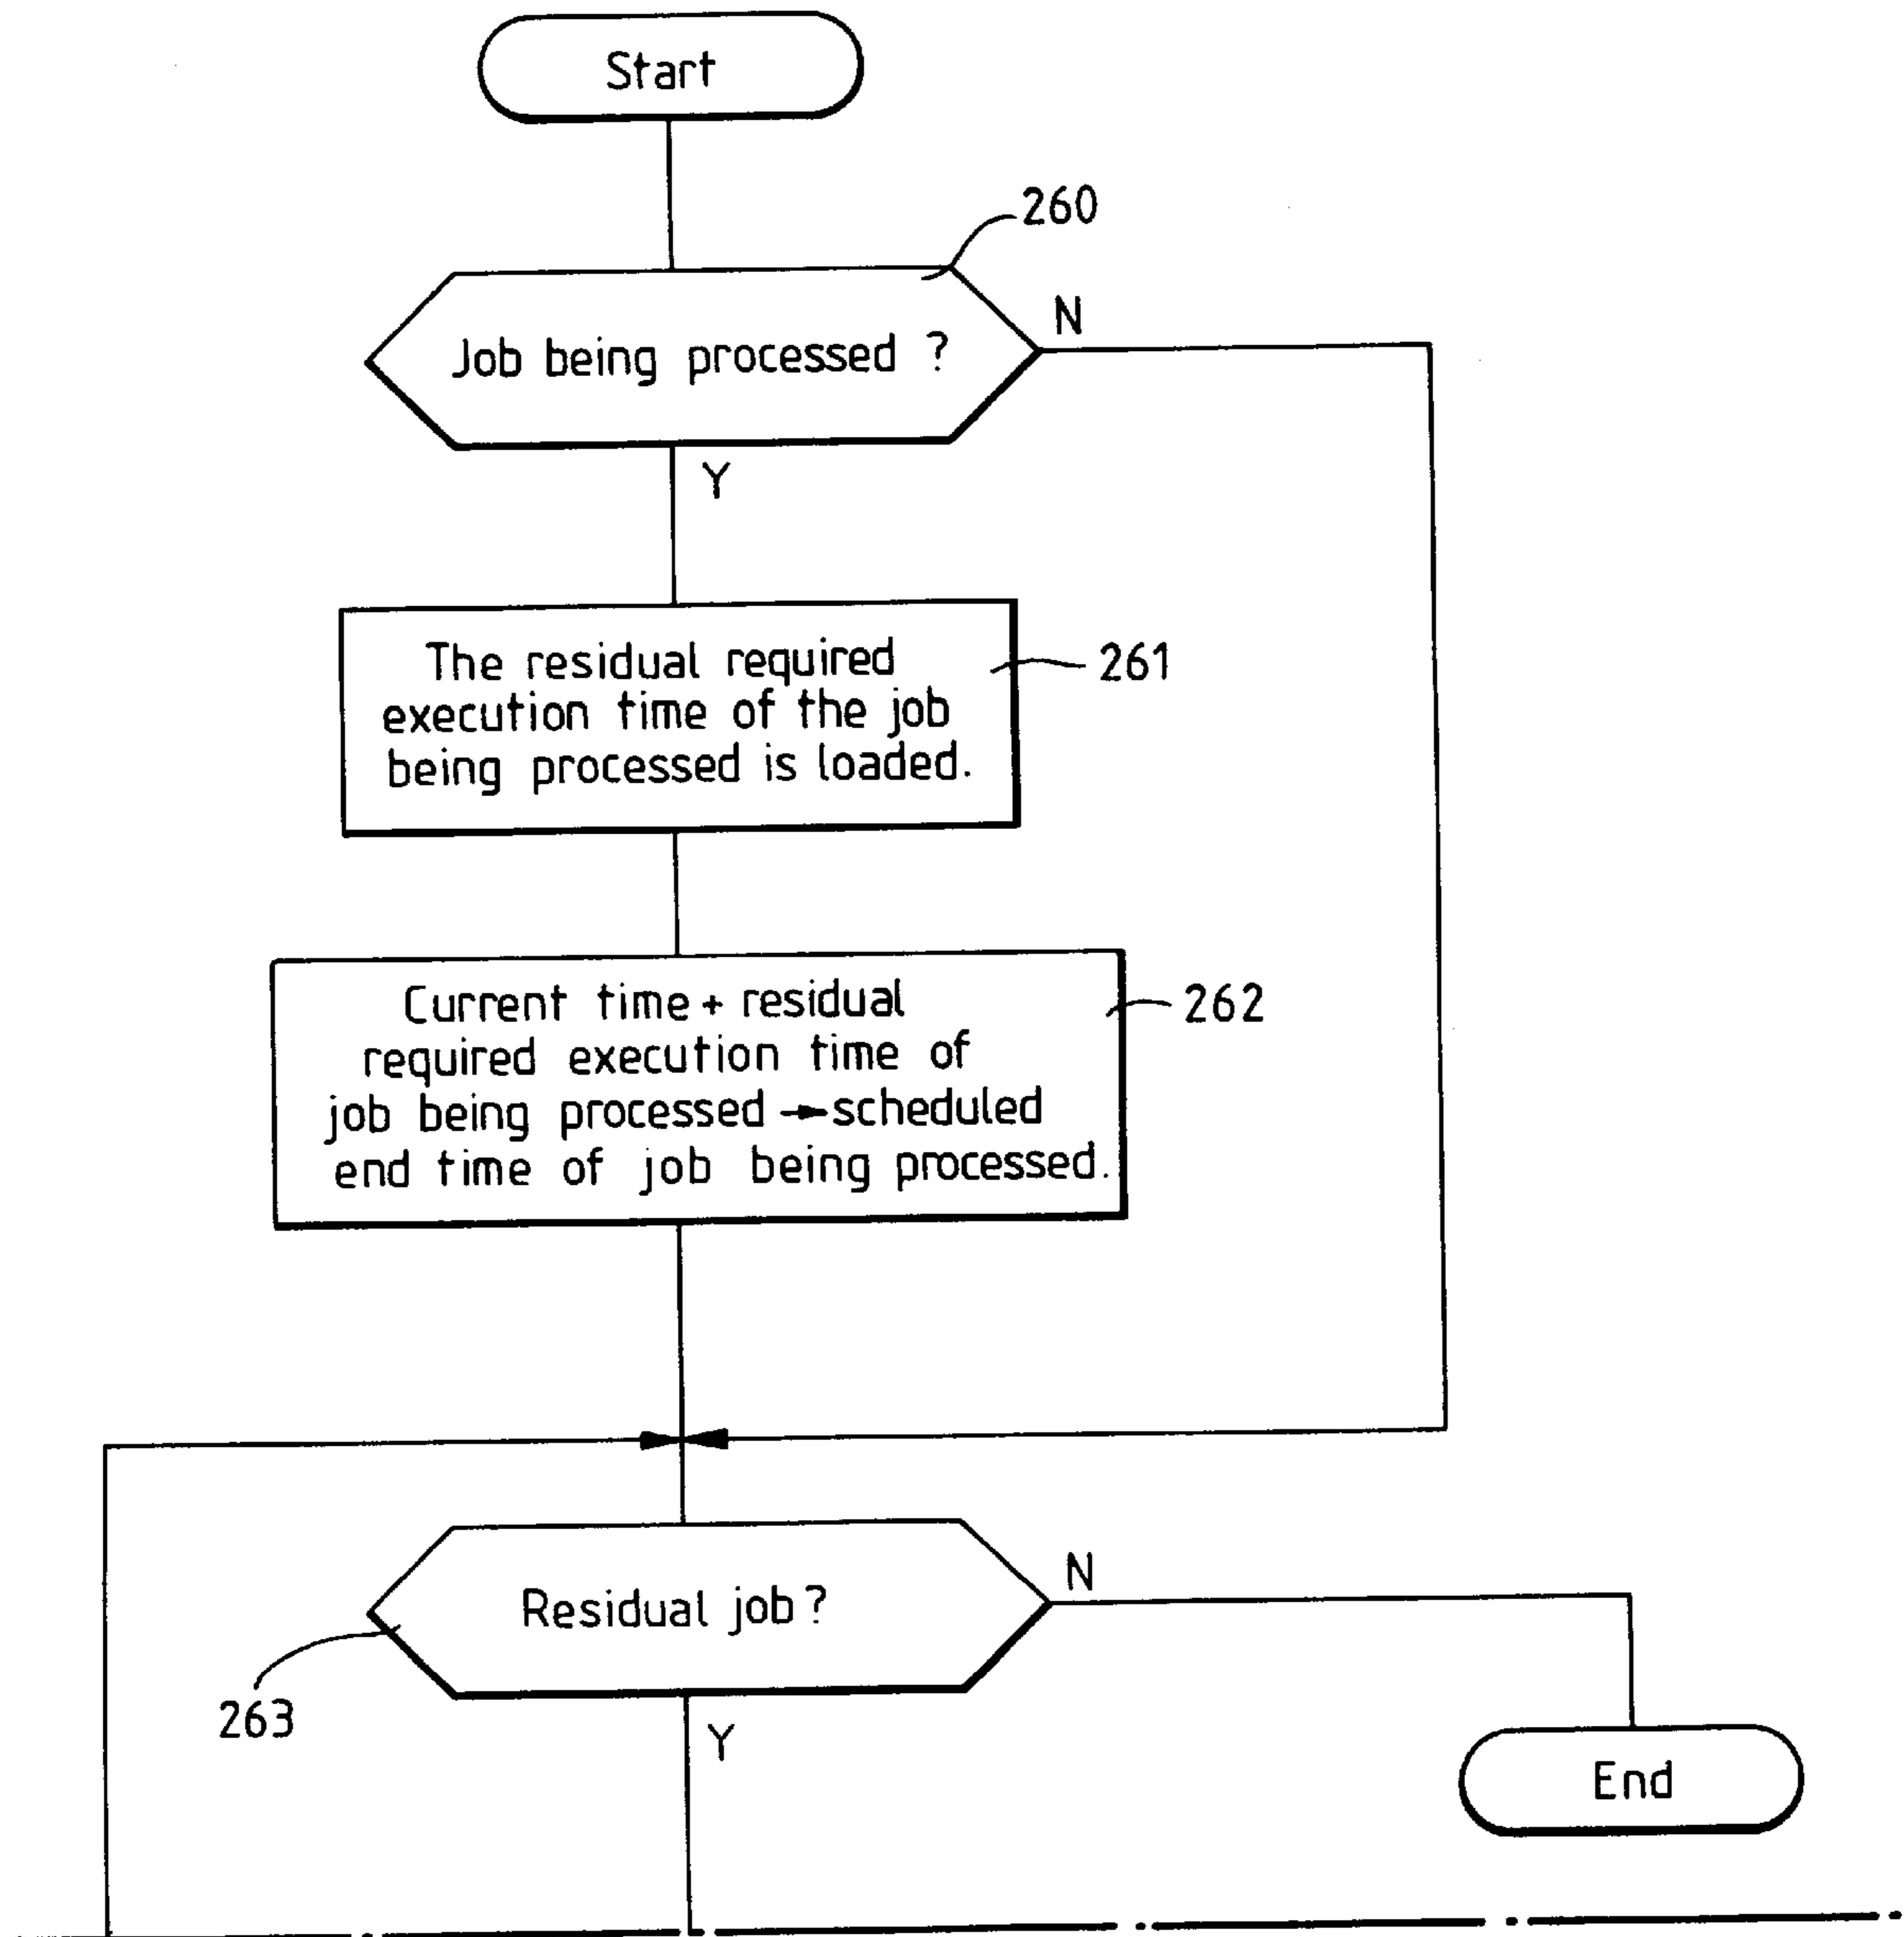 Start
260
Job being processed ?
N
Y
The residual required
execution time of the job
being processed is loaded.
261
Current time + residual
required execution time of
job being processed → scheduled
end time of job being processed.
262
Residual job?
N
263
Y
End